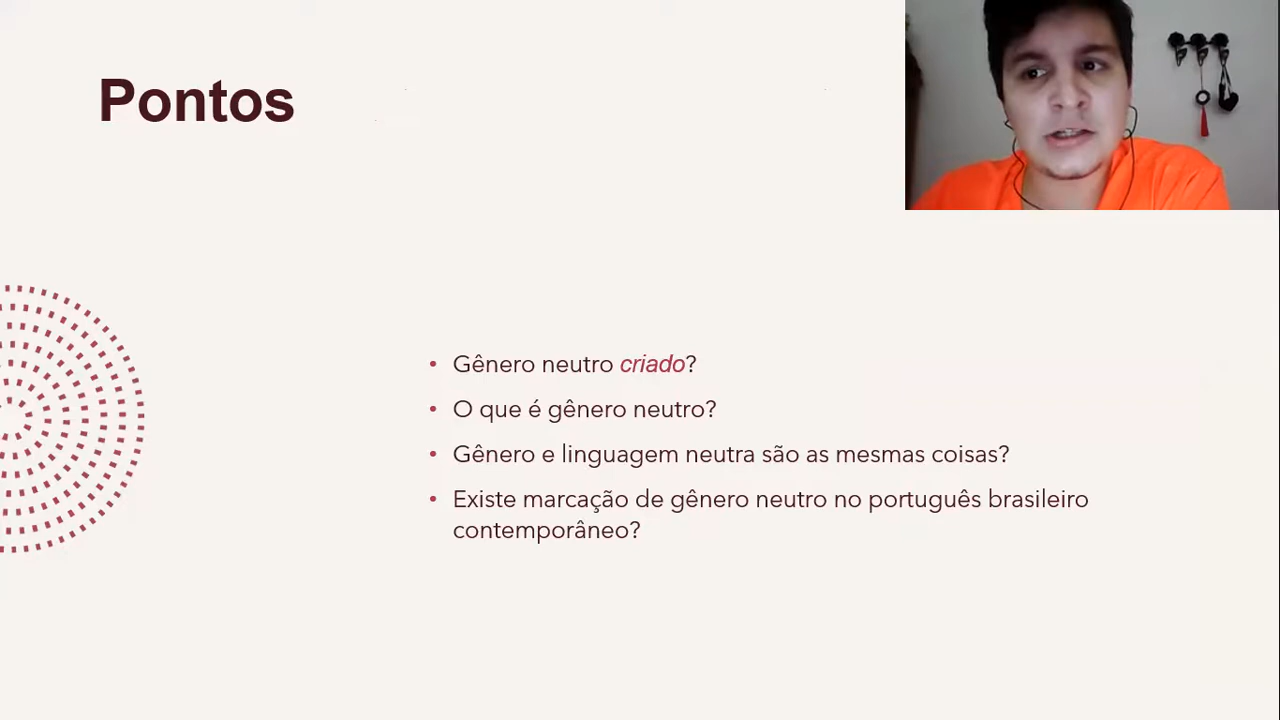 Pontos
• Gênero neutro criado?
• O que é gênero neutro?
• Gênero e linguagem neutra são as mesmas coisas?
• Existe marcação de gênero neutro no português brasileiro
contemporâneo?